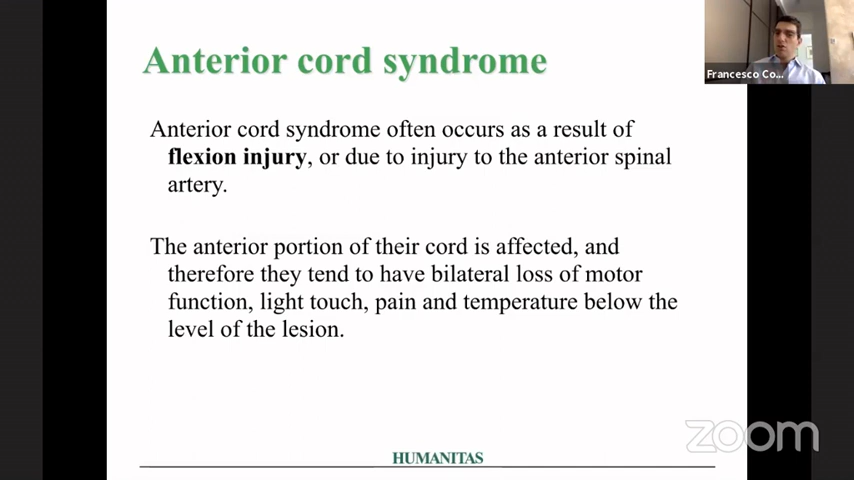 Anterior cord syndrome
Francesco Co...
Anterior cord syndrome often occurs as a result of
flexion injury, or due to injury to the anterior spinal
artery.
The anterior portion of their cord is affected, and
therefore they tend to have bilateral loss of motor
function, light touch, pain and temperature below the
level of the lesion.
zoom
HUMANITAS